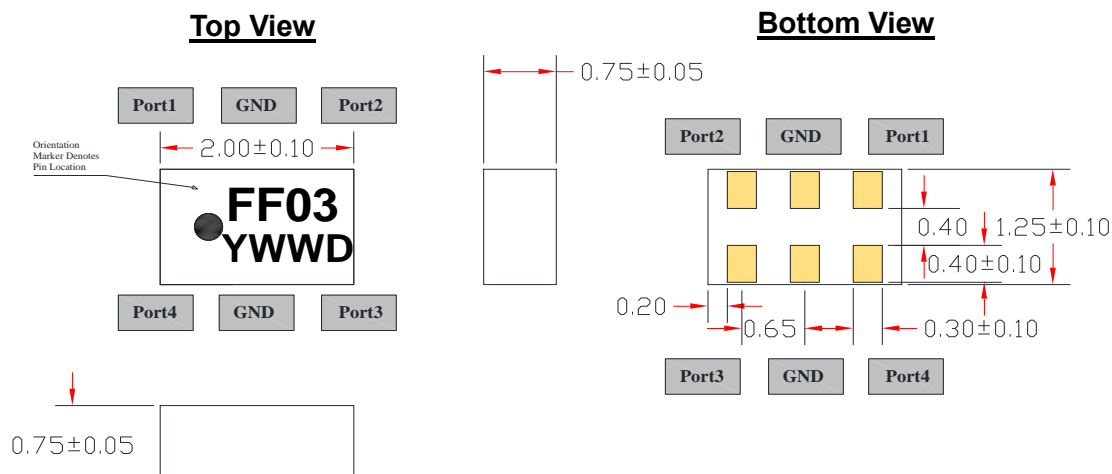 Top View
Bottom View
0.75±0.05
Port1 GND Port2
Port2 GND Port1
2.00±0.10
Orientation
Marker Denotes
Pin Location
FF03
YWWD
0.40 1.25±0.10
0.40±0.10
Port4 GND Port3
0.20 0.65 0.30±0.10
Port3 GND Port4
0.75±0.05